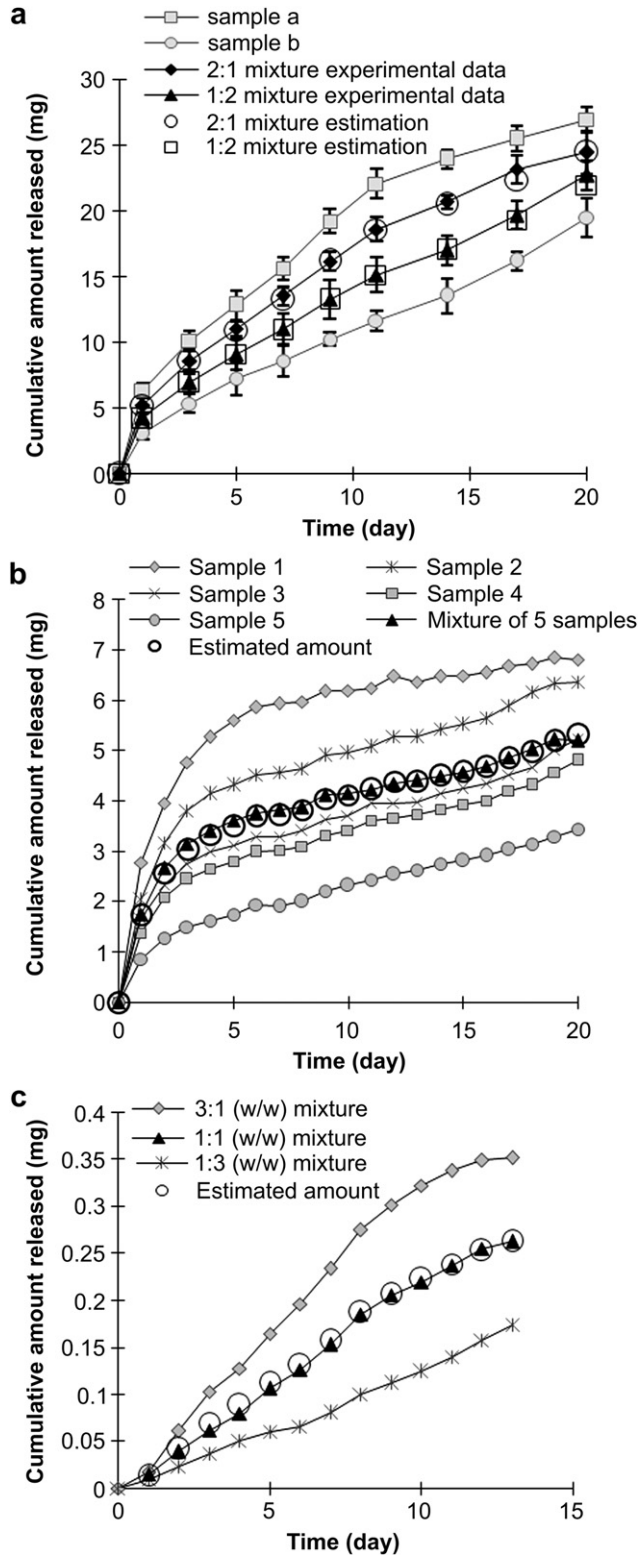 a
sample a
sample b
2:1 mixture experimental data
1:2 mixture experimental data
2:1 mixture estimation
1:2 mixture estimation
Cumulative amount released (mg)
30
25
20
15
10
5
0
0 5 10 15 20
Time (day)
b
Sample 1 Sample 2
Sample 3 Sample 4
Sample 5 Mixture of 5 samples
Estimated amount
Cumulative amount released (mg)
8
7
6
5
4
3
2
1
0
0 5 10 15 20
Time (day)
c
3:1 (w/w) mixture
1:1 (w/w) mixture
1:3 (w/w) mixture
Estimated amount
Cumulative amount released (mg)
0.4
0.35
0.3
0.25
0.2
0.15
0.1
0.05
0
0 5 10 15
Time (day)